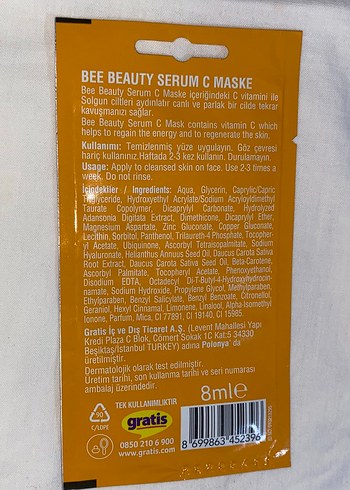 BEE BEAUTY SERUM C MASKE
Bee Beauty Serum C Maske içeriğindeki C vitamini ile
Solgun ciltleri aydınlatır canlı ve parlak bir cilde tekrar
kavuşmanızı sağlar.
Bee Beauty Serum C Mask contains vitamin C which
helps to regain the energy and to regenerate the skin.
Kullanımı: Temizlenmiş yüze uygulayın. Göz çevresi
hariç kullanınız.Haftada 2-3 kez kullanın. Durulamayın.
Usage: Apply to cleansed skin on face. Use 2-3 times a
week. Do not rinse.
İçindekiler / Ingredients: Aqua, Glycerin, Caprylic/Capric
Triglyceride, Hydroxyethyl Acrylate/Sodium Acryloyldimethyl
Taurate Copolymer, Dicaprylyl Carbonate, Hydrolyzed
Adansonia Digitata Extract, Dimethicone, Dicaprylyl Ether,
Magnesium Aspartate, Zinc Gluconate, Copper Gluconate,
Lecithin, Sorbitol, Panthenol, Trilaureth-4 Phosphate, Tocopher-
yl Acetate, Ubiquinone, Ascorbyl Tetraisopalmitate, Sodium
Hyaluronate, Helianthus Annuus Seed Oil, Daucus Carota Sativa
Root Extract, Daucus Carota Sativa Seed Oil, Beta-Carotene,
Ascorbyl Palmitate, Tocopheryl Acetate, Phenoxyethanol,
Disodium EDTA, Octadecyl Di-T-Butyl-4-Hydroxyhydrocin-
namate, Sodium Hydroxide, Propylene Glycol, Methylparaben,
Ethylparaben, Benzyl Salicylate, Benzyl Benzoate, Citronellol,
Geraniol, Hexyl Cinnamal, Limonene, Linalool, Alpha-Isomethyl
Ionone, Parfum, Mica, CI 77891, CI 19140, CI 15985.
Gratis İç ve Dış Ticaret A.Ş. (Levent Mahallesi Yapı
Kredi Plaza C Blok, Cömert Sokak 1C Kat:5 34330
Beşiktaş/İstanbul TURKEY) adına Polonya'da
üretilmiştir.
Dermatolojik olarak test edilmiştir.
Üretim tarihi, son kullanma tarihi ve seri numarası
ambalaj üzerindedir.
8ml e
TEK KULLANIMLIKTIR
gratis
C/LDPE
0850 210 6 900
www.gratis.com
8 699863 452396